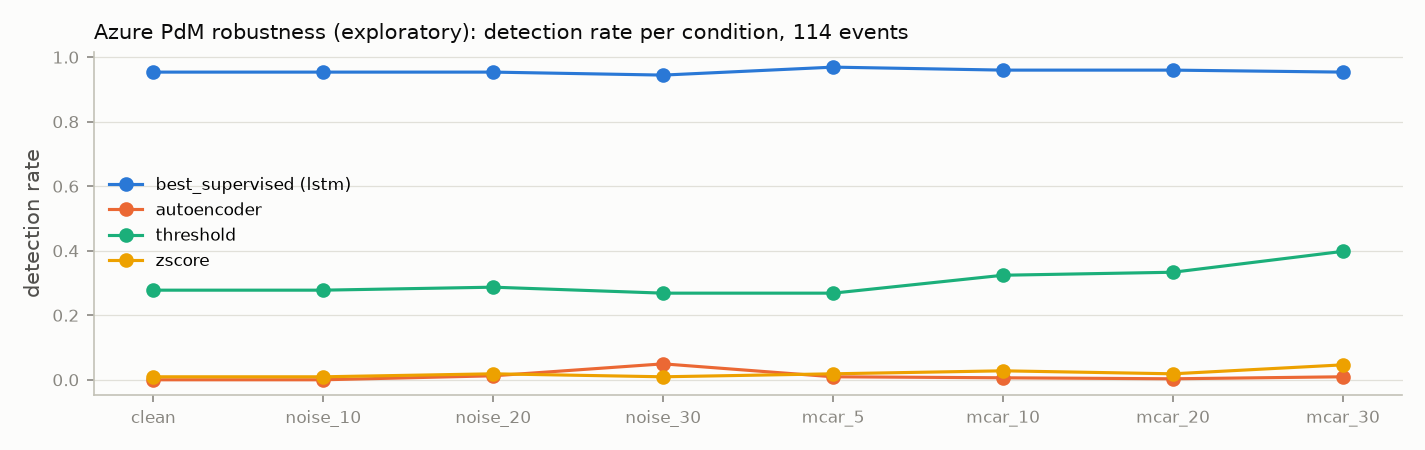 Azure PdM robustness (exploratory): detection rate per condition, 114 events
detection rate
1.0
0.8
0.6
0.4
0.2
0.0
best_supervised (lstm)
autoencoder
threshold
zscore
clean
noise_10
noise_20
noise_30
mcar_5
mcar_10
mcar_20
mcar_30